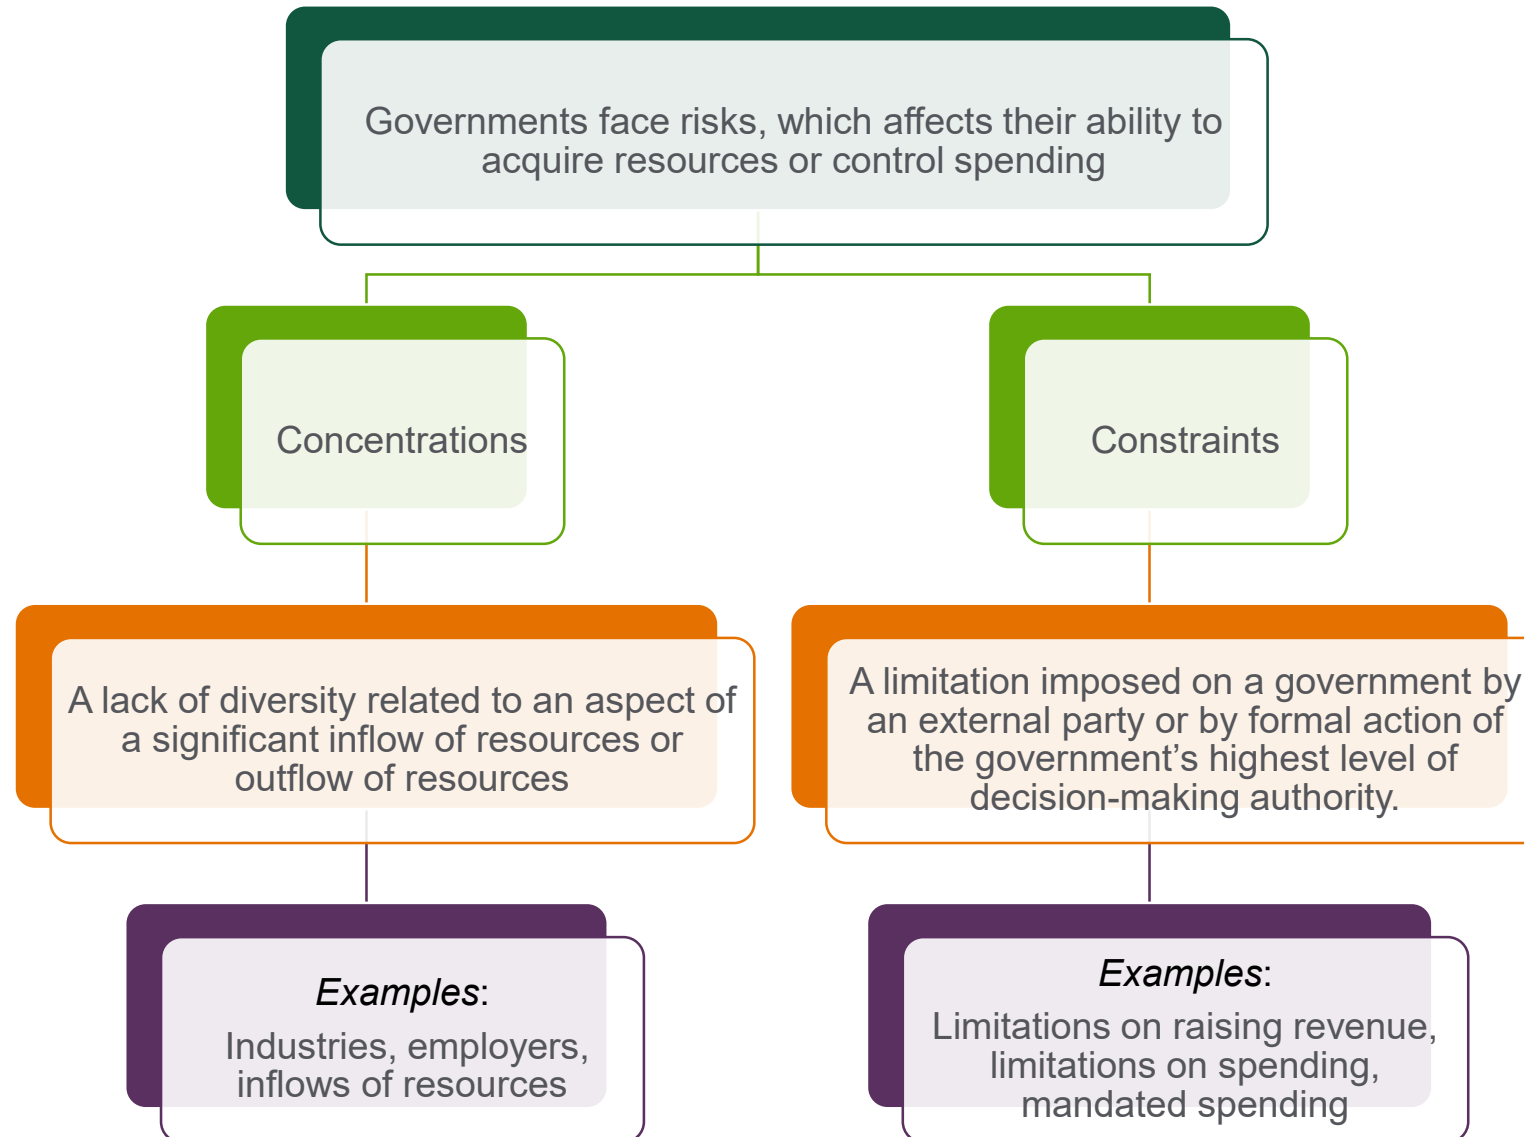 Governments face risks, which affects their ability to
acquire resources or control spending
Concentrations
Constraints
A lack of diversity related to an aspect of
a significant inflow of resources or
outflow of resources
A limitation imposed on a government by
an external party or by formal action of
the government’s highest level of
decision-making authority.
Examples:
Industries, employers,
inflows of resources
Examples:
Limitations on raising revenue,
limitations on spending,
mandated spending